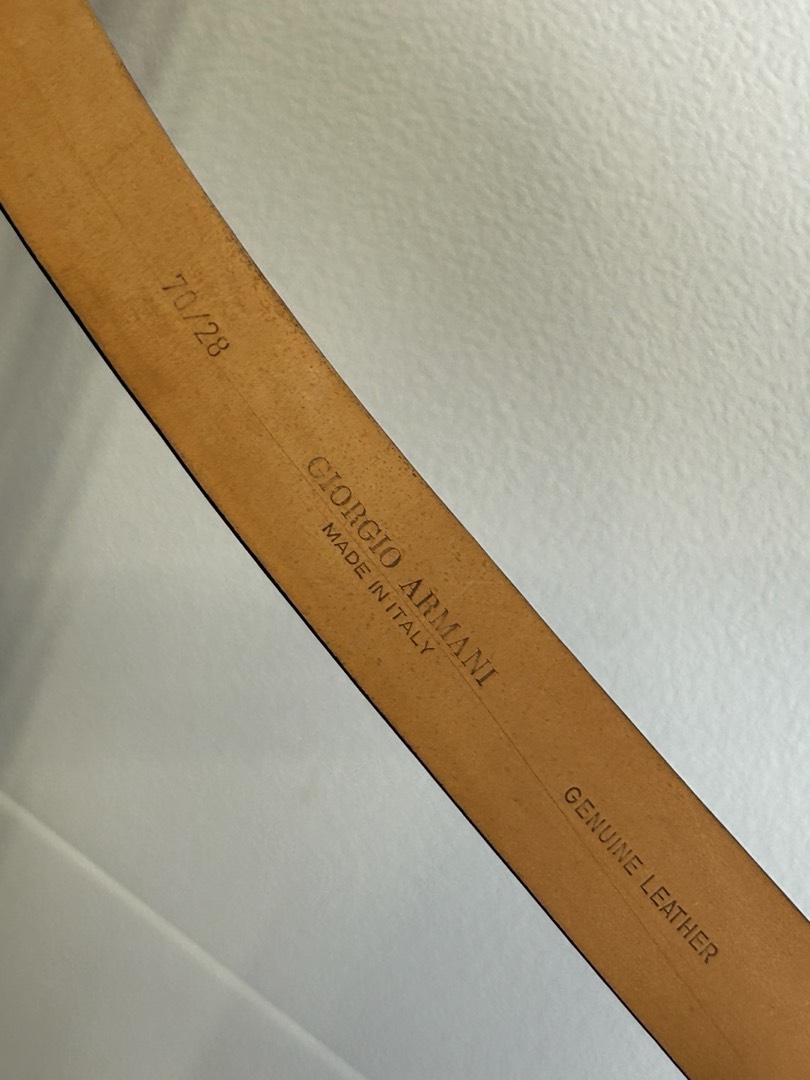 70/28
GIORGIO ARMANI
MADE IN ITALY
GENUINE LEATHER